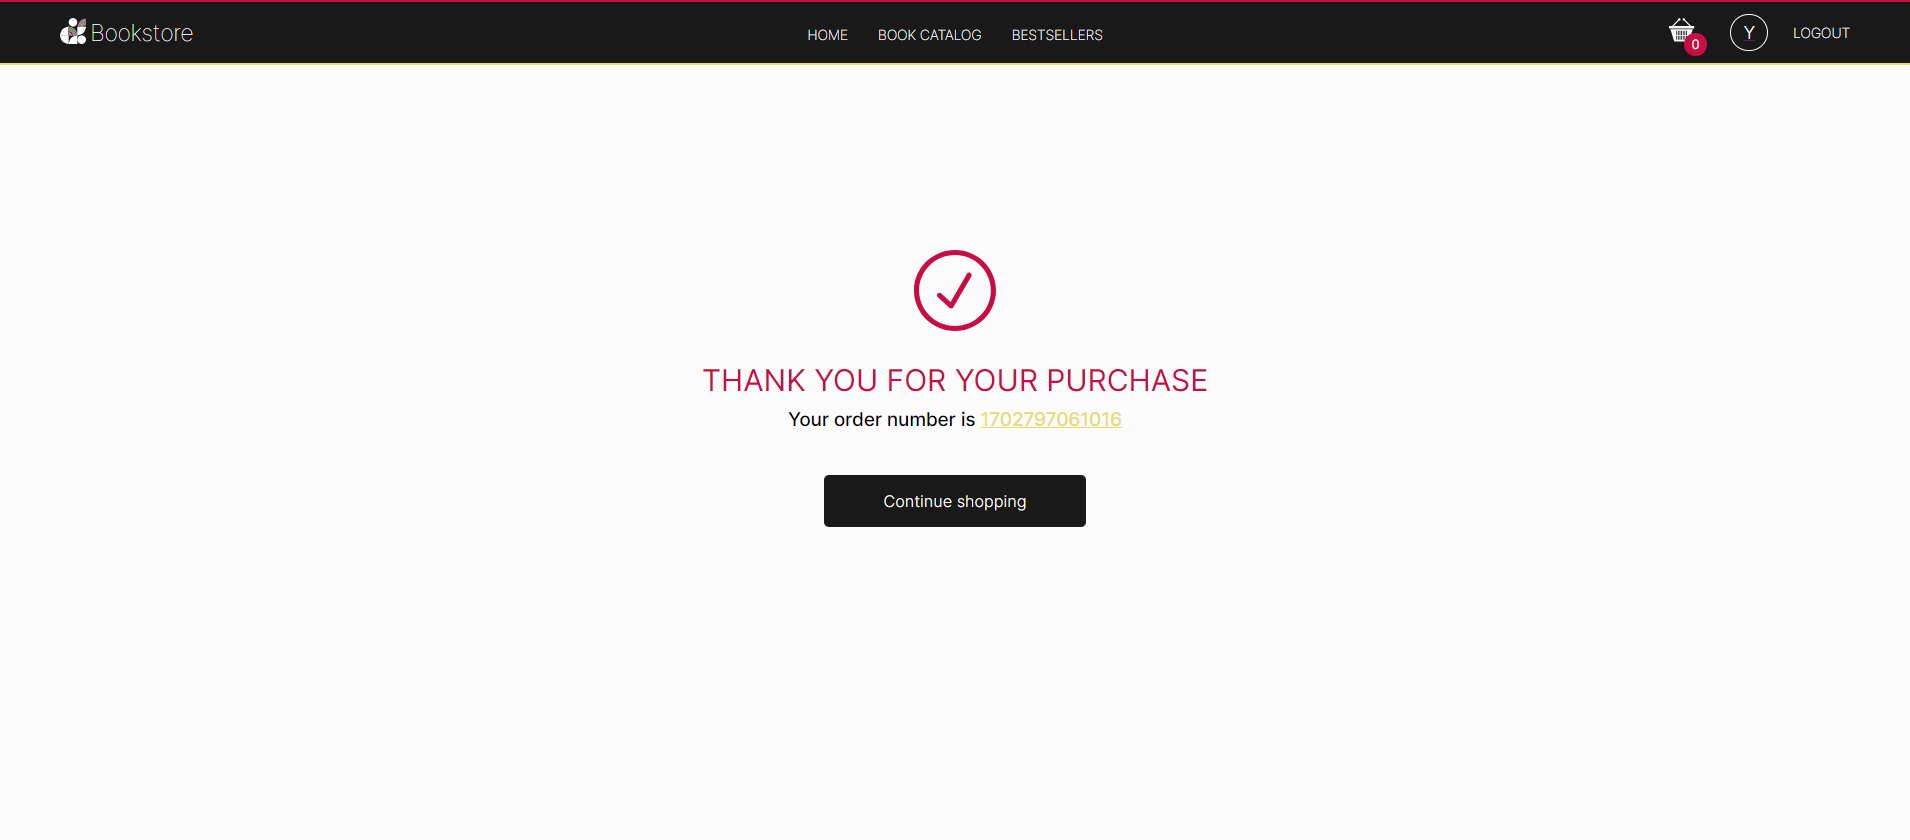 Bookstore
HOME BOOK CATALOG BESTSELLERS
0
Y
LOGOUT
THANK YOU FOR YOUR PURCHASE
Your order number is 1702797061016
Continue shopping